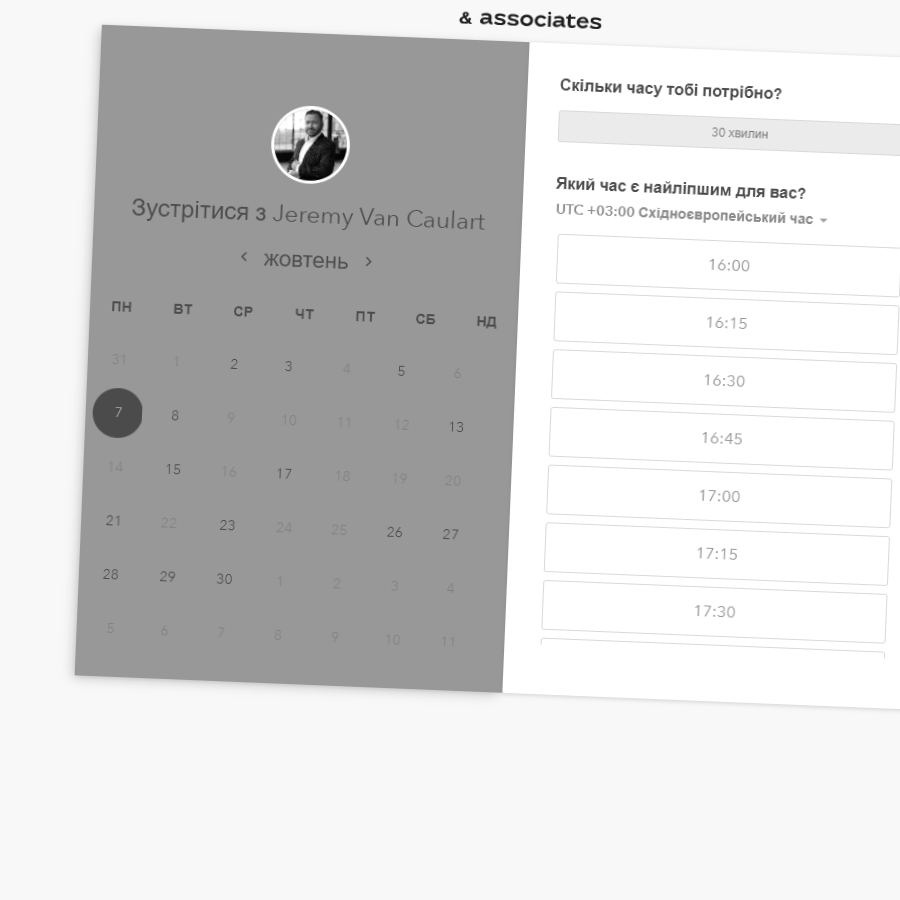 & associates
Зустрітися з Jeremy Van Caulart
жовтень
ПН ВТ СР ЧТ ПТ СБ НД
31 1 2 3 4 5 6
7 8 9 10 11 12 13
14 15 16 17 18 19 20
21 22 23 24 25 26 27
28 29 30 1 2 3 4
5 6 7 8 9 10 11
Скільки часу тобі потрібно?
30 хвилин
Який час є найліпшим для вас?
UTC +03:00 Східноєвропейський час
16:00
16:15
16:30
16:45
17:00
17:15
17:30